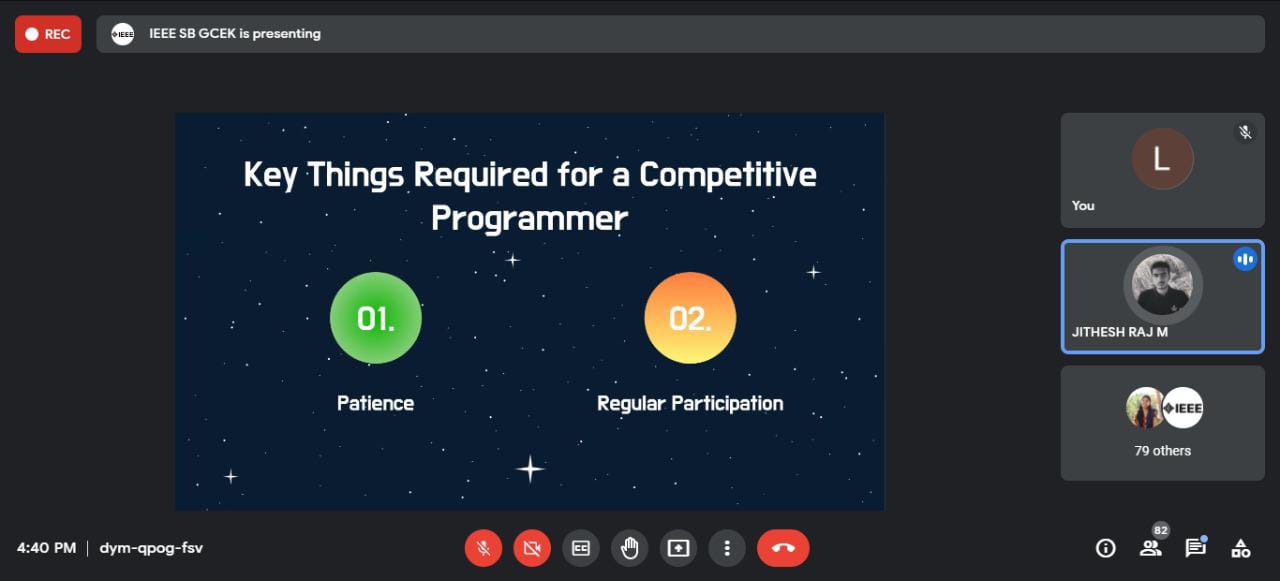 REC
IEEE
IEEE SB GCEK is presenting
Key Things Required for a Competitive
Programmer
01.
02.
Patience
Regular Participation
L
You
JITHESH RAJ M
IEEE
79 others
4:40 PM | dym-qpog-fsv
CC
82